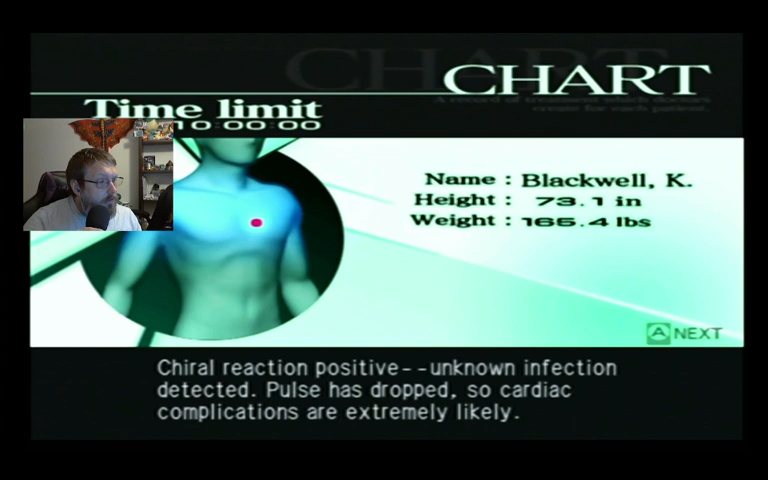 CHART
CHART
A record of treatment which doctors
create for each patient.
Time limit
10:00:00
Name : Blackwell, K.
Height : 73.1 in
Weight : 165.4 lbs
A NEXT
Chiral reaction positive--unknown infection
detected. Pulse has dropped, so cardiac
complications are extremely likely.